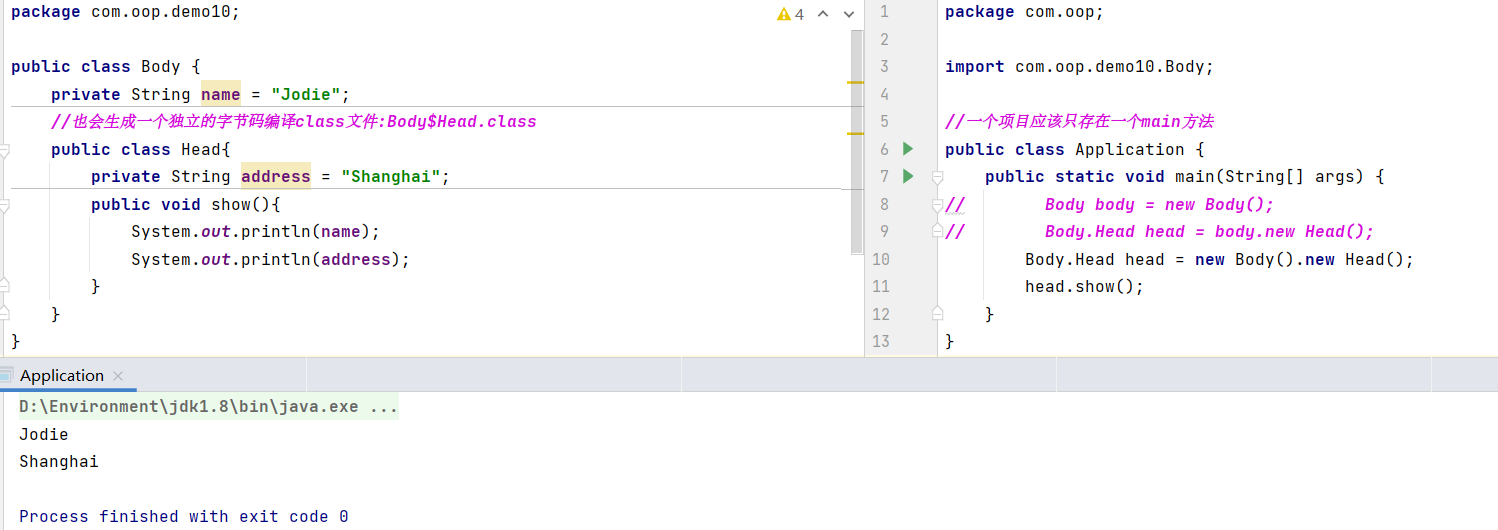 package com.oop.demo10;
4
public class Body {
private String name = "Jodie";
//也会生成一个独立的字节码编译class文件:Body$Head.class
public class Head{
private String address = "Shanghai";
public void show(){
System.out.println(name);
System.out.println(address);
}
}
}
1 package com.oop;
2
3 import com.oop.demo10.Body;
4
5 //一个项目应该只存在一个main方法
6 public class Application {
7 public static void main(String[] args) {
8 // Body body = new Body();
9 // Body.Head head = body.new Head();
10 Body.Head head = new Body().new Head();
11 head.show();
12 }
13 }
Application ×
D:\Environment\jdk1.8\bin\java.exe ...
Jodie
Shanghai
Process finished with exit code 0